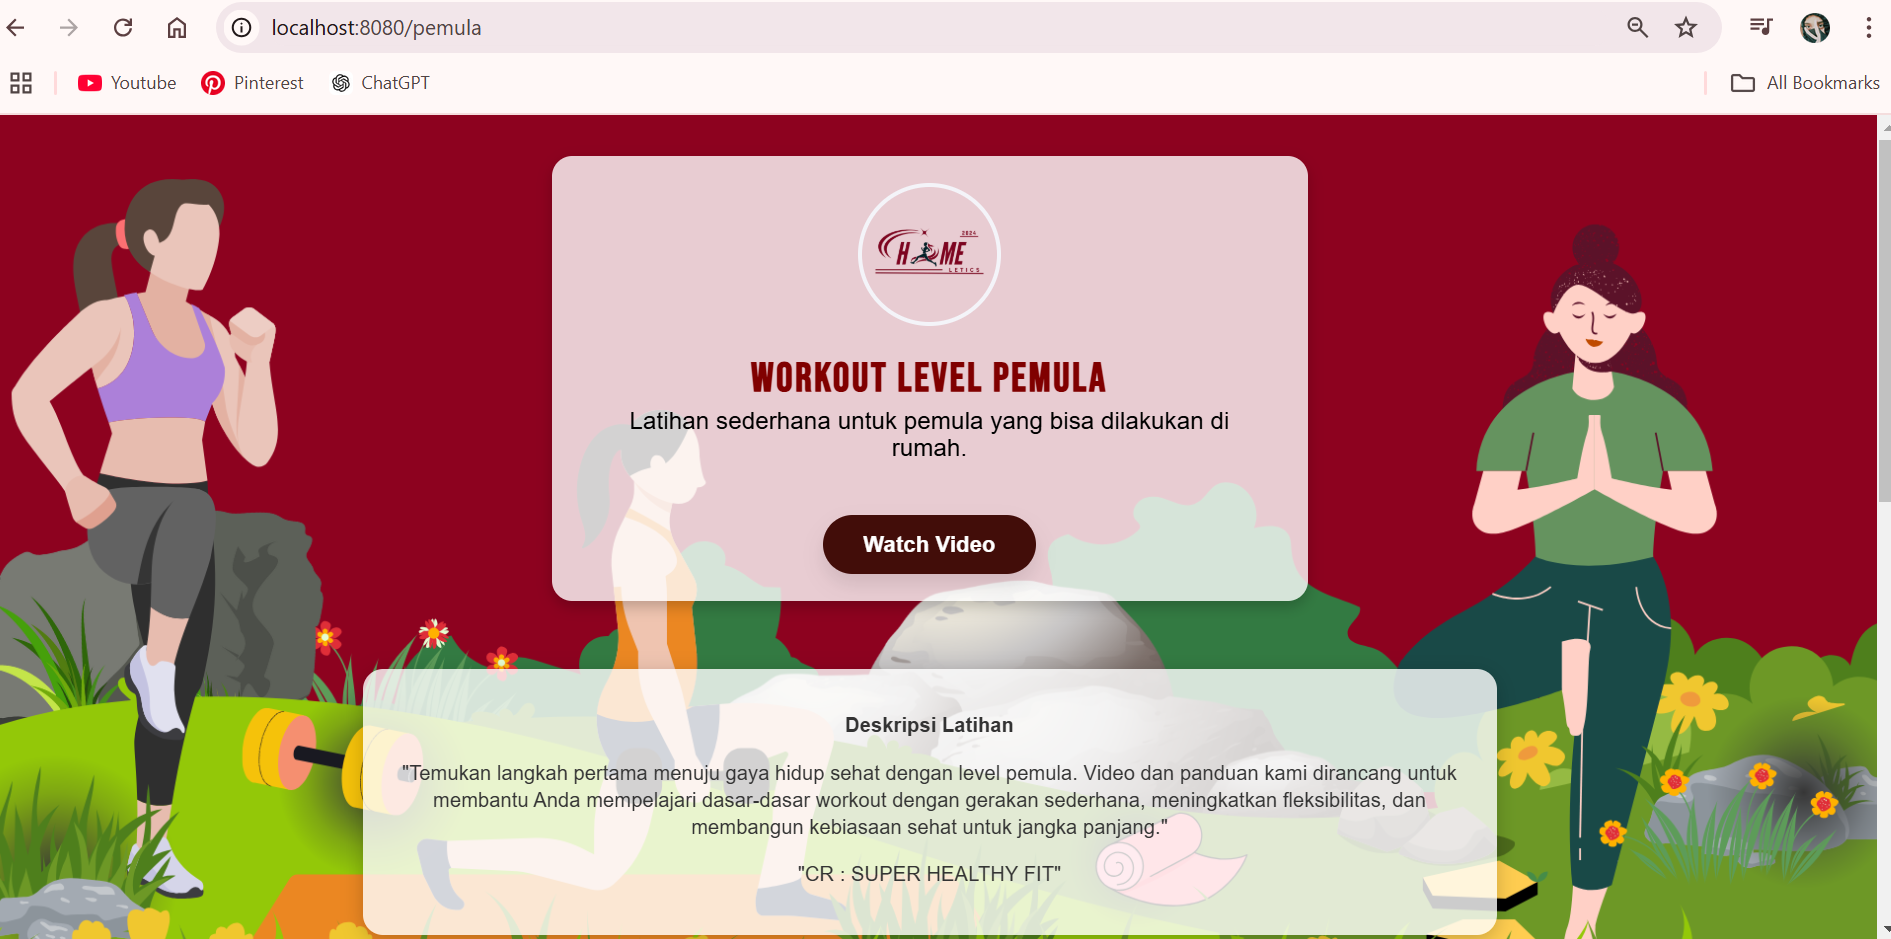 localhost:8080/pemula
Youtube
Pinterest
ChatGPT
All Bookmarks
2024
HOME
LETICS
WORKOUT LEVEL PEMULA
Latihan sederhana untuk pemula yang bisa dilakukan di
rumah.
Watch Video
Deskripsi Latihan
"Temukan langkah pertama menuju gaya hidup sehat dengan level pemula. Video dan panduan kami dirancang untuk
membantu Anda mempelajari dasar-dasar workout dengan gerakan sederhana, meningkatkan fleksibilitas, dan
membangun kebiasaan sehat untuk jangka panjang."
"CR : SUPER HEALTHY FIT"